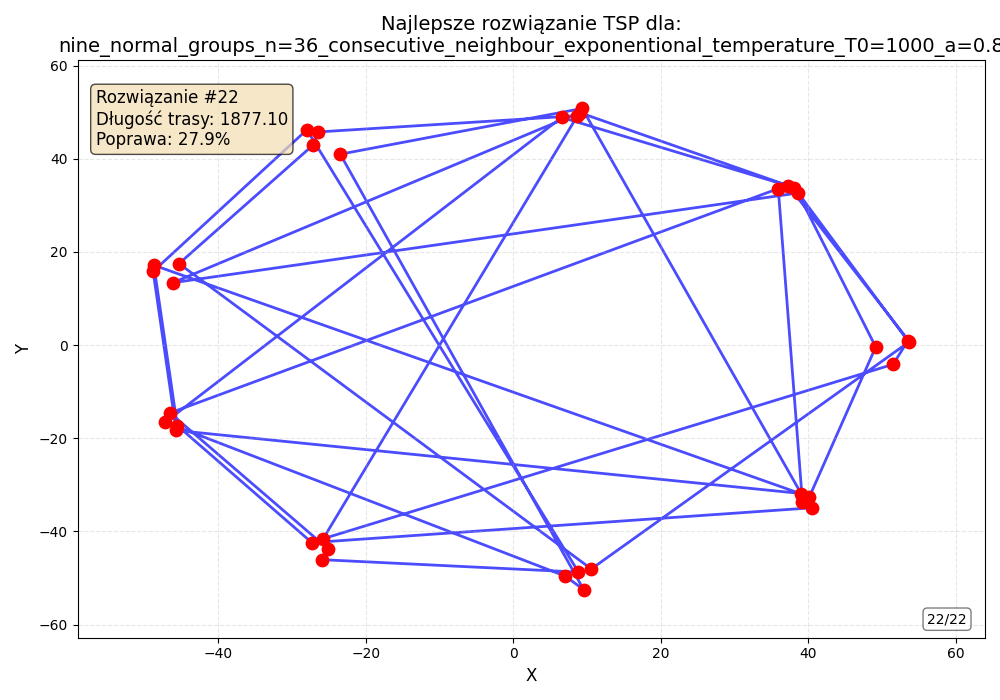 Najlepsze rozwiązanie TSP dla:
nine_normal_groups_n=36_consecutive_neighbour_exponentional_temperature_T0=1000_a=0.8
Rozwiązanie #22
Długość trasy: 1877.10
Poprawa: 27.9%
60
40
20
0
−20
−40
−60
Y
22/22
−40
−20
0
20
40
60
X